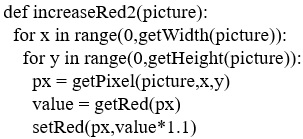 def increaseRed2(picture):
for x in range(0,getWidth(picture)):
for y in range(0,getHeight(picture)):
px = getPixel(picture,x,y)
value = getRed(px)
setRed(px,value*1.1)